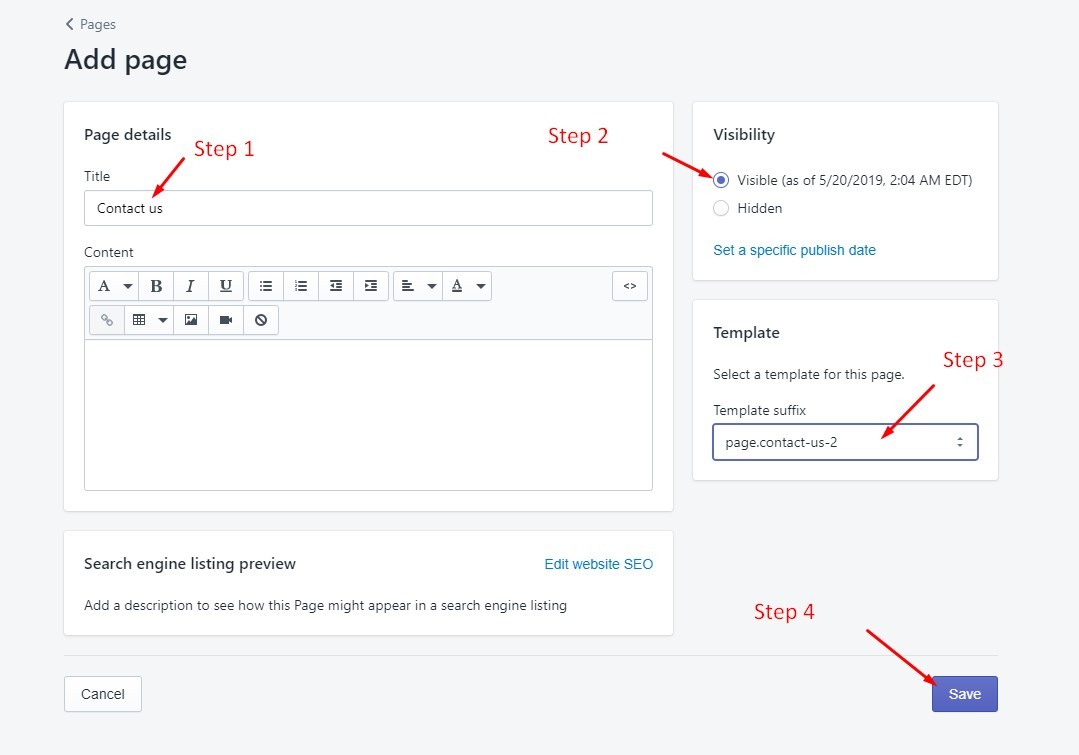 Pages
Add page
Page details
Step 1
Title
Contact us
Content
A B I U A <>
Search engine listing preview
Edit website SEO
Add a description to see how this Page might appear in a search engine listing
Step 2
Visibility
Visible (as of 5/20/2019, 2:04 AM EDT)
Hidden
Set a specific publish date
Template
Step 3
Select a template for this page.
Template suffix
page.contact-us-2
Step 4
Cancel
Save